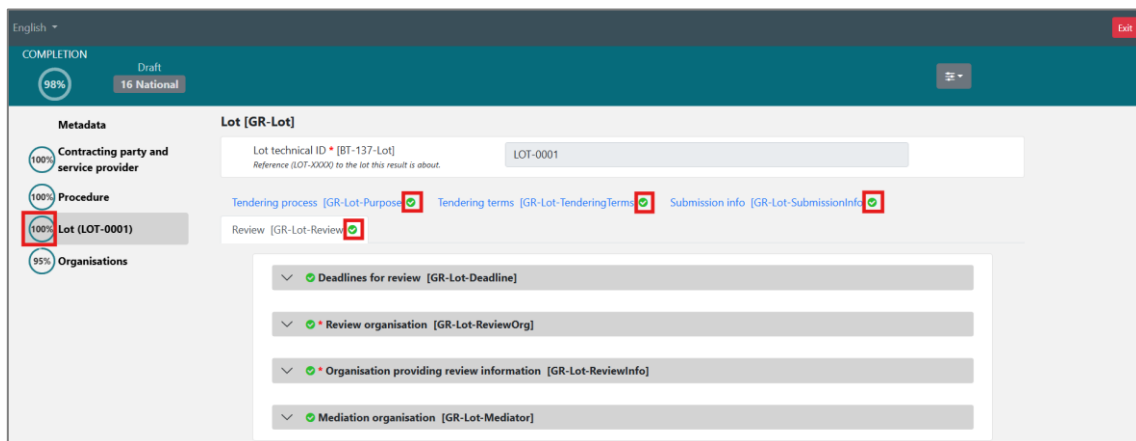 English
Exit
COMPLETION
98%
Draft
16 National
Metadata
100% Contracting party and
service provider
100% Procedure
100% Lot (LOT-0001)
95% Organisations
Lot [GR-Lot]
Lot technical ID * [BT-137-Lot]
Reference (LOT-XXXX) to the lot this result is about.
LOT-0001
Tendering process [GR-Lot-Purpose
Tendering terms [GR-Lot-TenderingTerms
Submission info [GR-Lot-SubmissionInfo
Review [GR-Lot-Review
Deadlines for review [GR-Lot-Deadline]
* Review organisation [GR-Lot-ReviewOrg]
* Organisation providing review information [GR-Lot-ReviewInfo]
Mediation organisation [GR-Lot-Mediator]